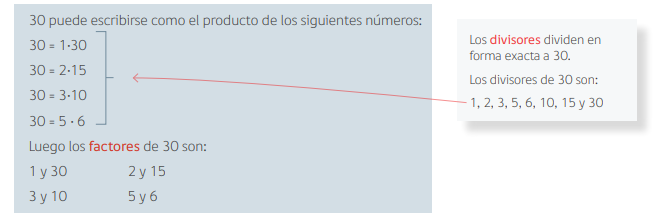 30 puede escribirse como el producto de los siguientes números:
30 = 1·30
30 = 2·15
30 = 3·10
30 = 5 · 6
Luego los factores de 30 son:
1 y 30 2 y 15
3 y 10 5 y 6
Los divisores dividen en
forma exacta a 30.
Los divisores de 30 son:
1, 2, 3, 5, 6, 10, 15 y 30